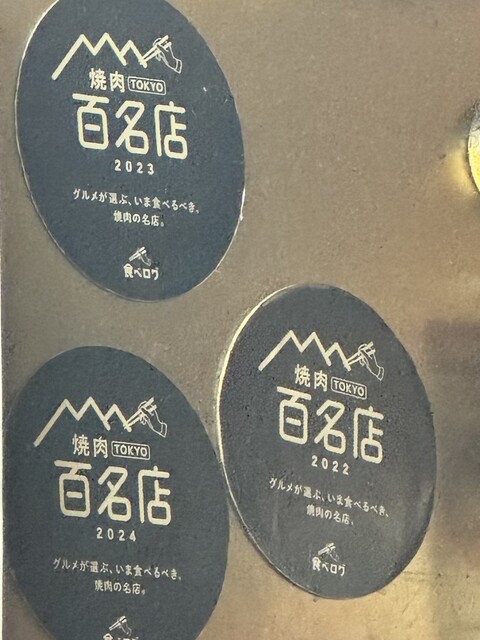 焼肉 TOKYO
百名店
2023
グルメが選ぶ、いま食べるべき、
焼肉の名店。
食べログ
焼肉 TOKYO
百名店
2022
グルメが選ぶ、いま食べるべき、
焼肉の名店。
食べログ
焼肉 TOKYO
百名店
2024
グルメが選ぶ、いま食べるべき、
焼肉の名店。